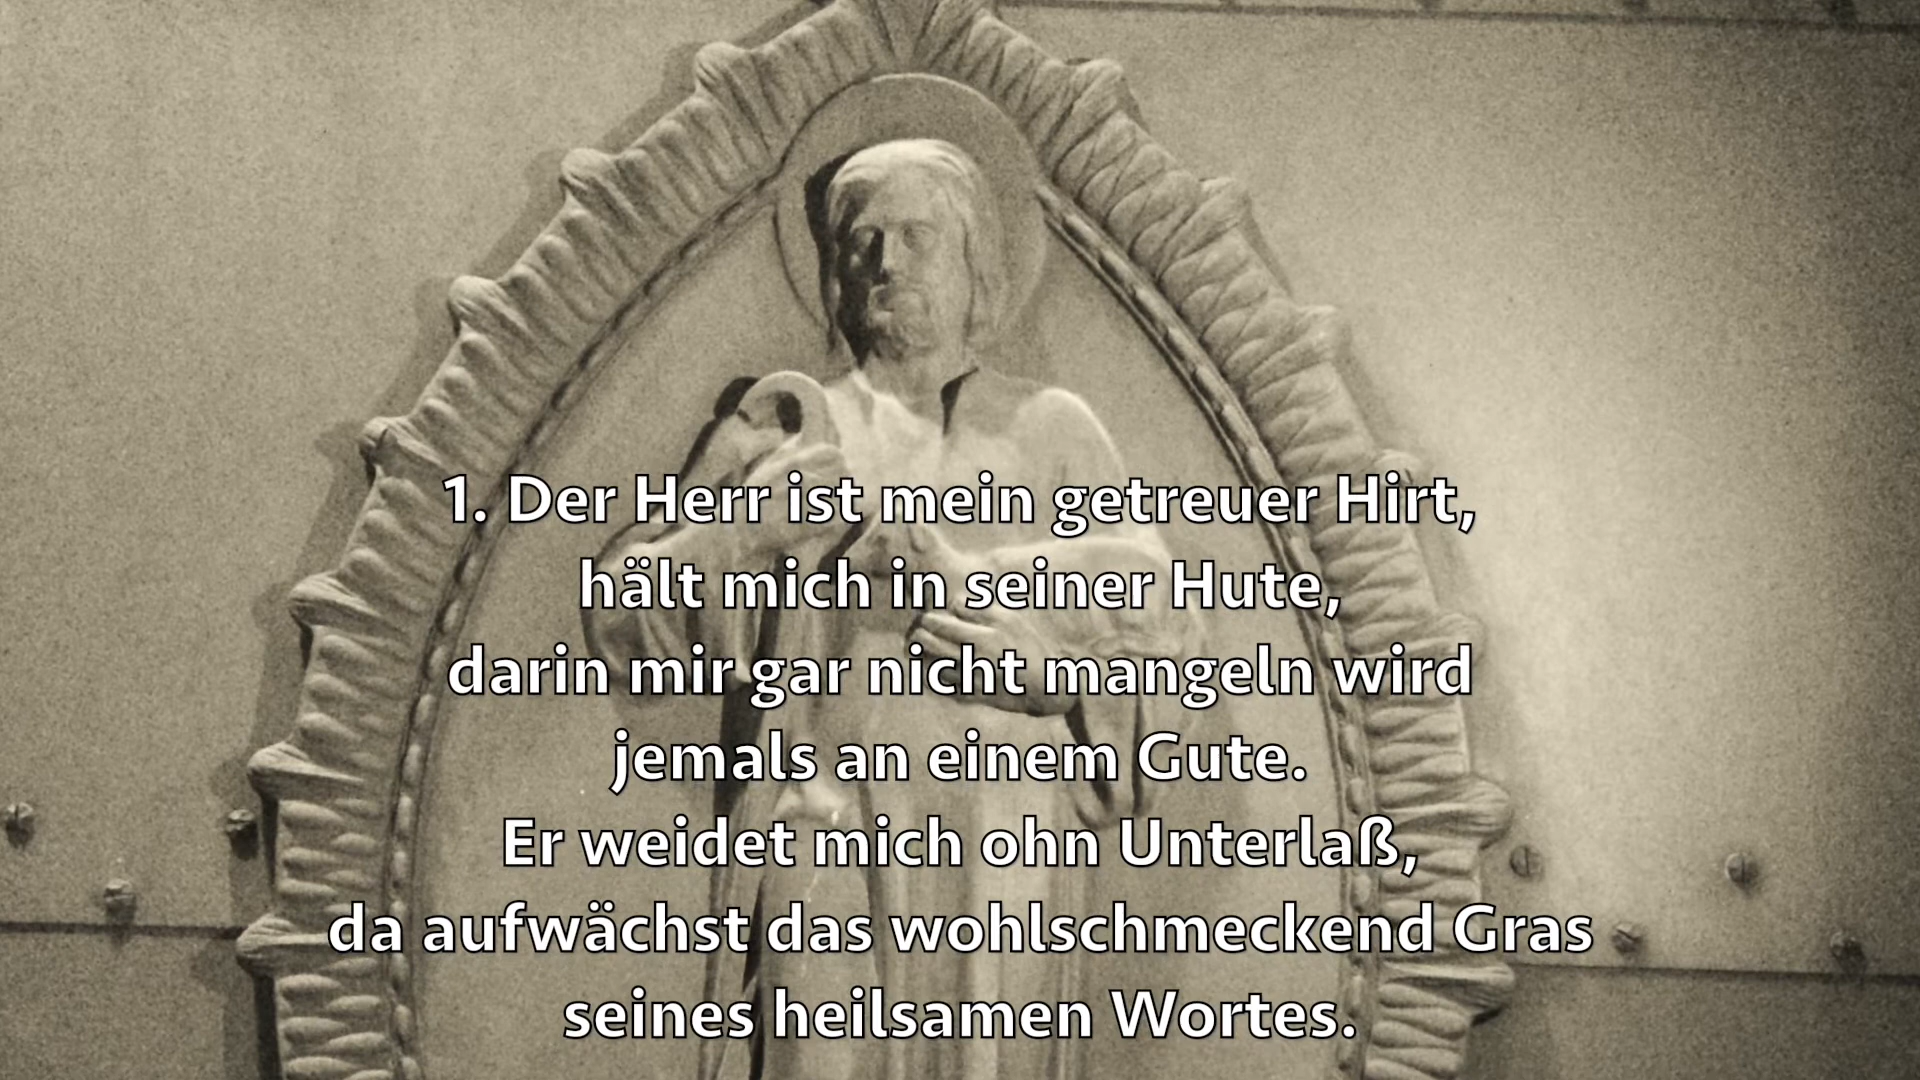 1. Der Herr ist mein getreuer Hirt,
hält mich in seiner Hute,
darin mir gar nicht mangeln wird
jemals an einem Gute.
Er weidet mich ohn Unterlaß,
da aufwächst das wohlschmeckend Gras
seines heilsamen Wortes.